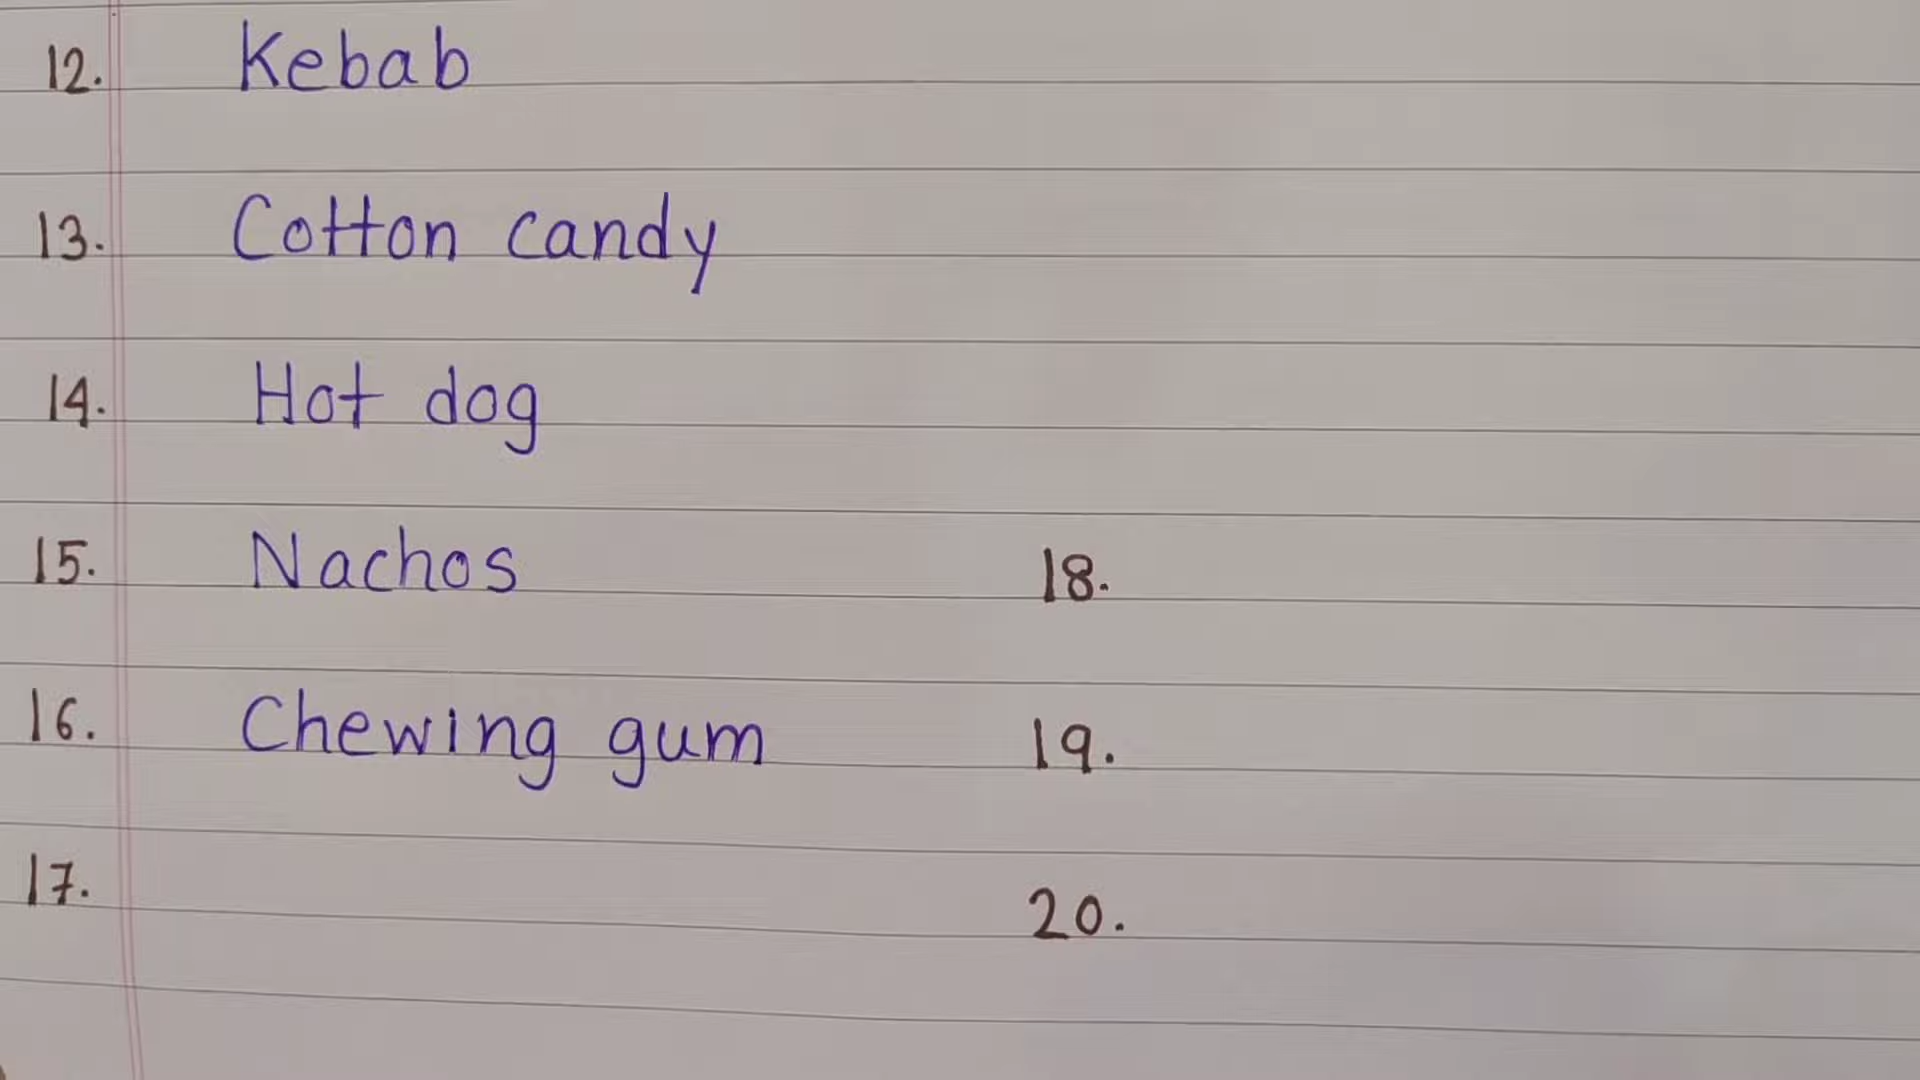 12. Kebab
13. Cotton candy
14. Hot dog
15. Nachos
16. Chewing gum
17.
18.
19.
20.